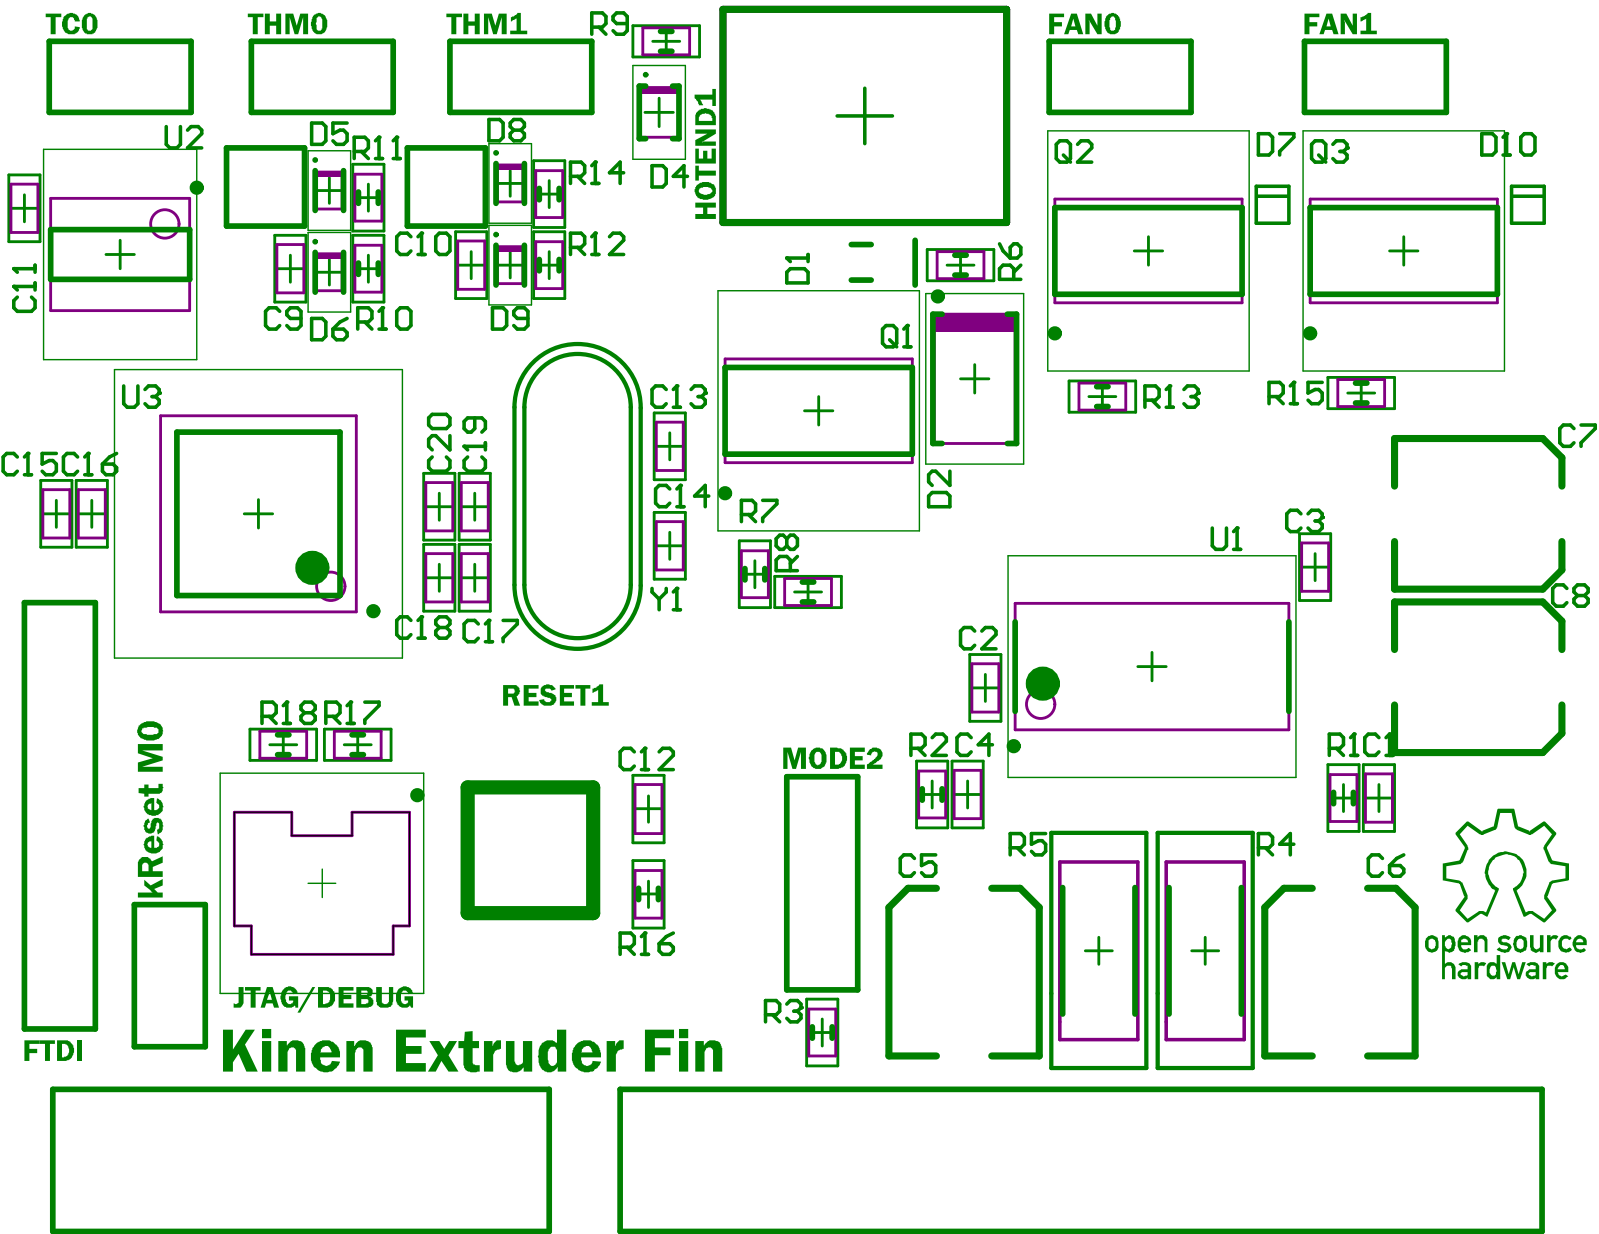 TC0
THM0
THM1
R9
FAN0
FAN1
HOTEND1
U2
D5
R11
D8
R14
D4
Q2
D7
Q3
D10
C11
C9
D6
R10
C10
D9
R12
D1
R6
Q1
D2
U3
C15
C16
C20
C19
C13
C14
R7
R8
R13
R15
C7
C3
U1
C8
C18
C17
Y1
C2
RESET1
R18
R17
C12
MODE2
R2
C4
R1
C1
kReset M0
R5
R4
C5
C6
R16
open source
hardware
JTAG/DEBUG
R3
FTDI
Kinen Extruder Fin